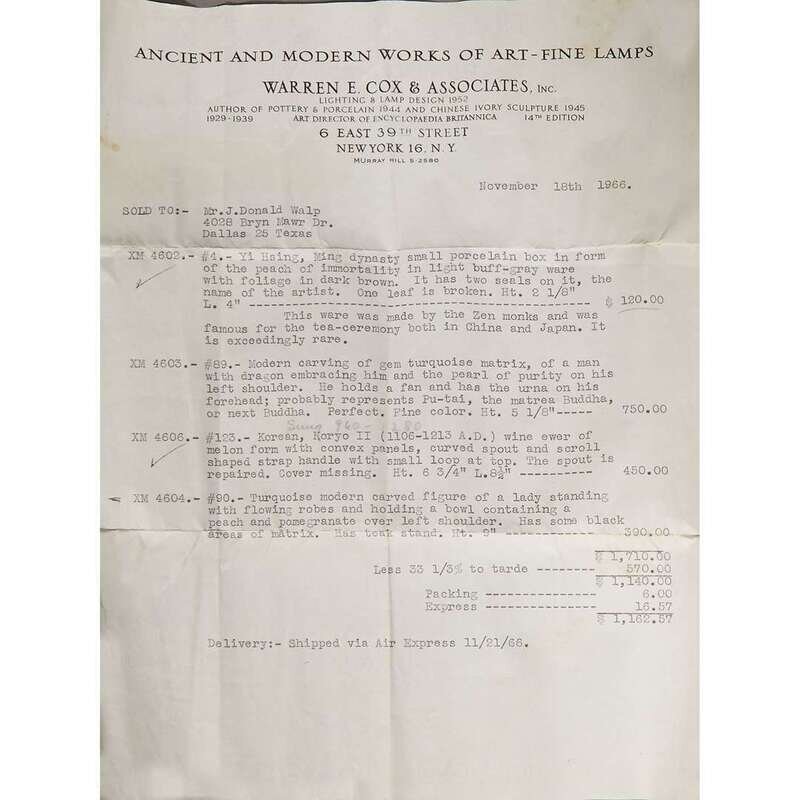 ANCIENT AND MODERN WORKS OF ART-FINE LAMPS
WARREN E. COX & ASSOCIATES, INC.
LIGHTING & LAMP DESIGN 1952
AUTHOR OF POTTERY & PORCELAIN 1944 AND CHINESE IVORY SCULPTURE 1945
1929-1939 ART DIRECTOR OF ENCYCLOPAEDIA BRITANNICA 14TH EDITION
6 EAST 39TH STREET
NEW YORK 16, N. Y.
MURRAY HILL 5-2580
November 18th 1966.
SOLD TO:- Mr.J.Donald Walp
4028 Bryn Mawr Dr.
Dallas 25 Texas
XM 4602.- #4.- Yi Hsing, Ming dynasty small porcelain box in form
of the peach of immortality in light buff-gray ware
with foliage in dark brown. It has two seals on it, the
name of the artist. One leaf is broken. Ht. 2 1/8"
L. 4" ---------------------------------------------- $ 120.00
This ware was made by the Zen monks and was
famous for the tea-ceremony both in China and Japan. It
is exceedingly rare.
XM 4603.- #89.- Modern carving of gem turquoise matrix, of a man
with dragon embracing him and the pearl of purity on his
left shoulder. He holds a fan and has the urna on his
forehead; probably represents Pu-tai, the matrea Buddha,
or next Buddha. Perfect. Fine color. Ht. 5 1/8"----- 750.00
Sung 960-1280
XM 4606.- #123.- Korean, Koryo II (1106-1213 A.D.) wine ewer of
melon form with convex panels, curved spout and scroll
shaped strap handle with small loop at top. The spout is
repaired. Cover missing. Ht. 6 3/4" L.8½" ---------- 450.00
XM 4604.- #90.- Turquoise modern carved figure of a lady standing
with flowing robes and holding a bowl containing a
peach and pomegranate over left shoulder. Has some black
areas of matrix. Has teak stand. Ht. 9" ------------ 390.00
$ 1,710.00
Less 33 1/3% to tarde -------- 570.00
$ 1,140.00
Packing --------------- 6.00
Express --------------- 16.57
$ 1,162.57
Delivery:- Shipped via Air Express 11/21/66.